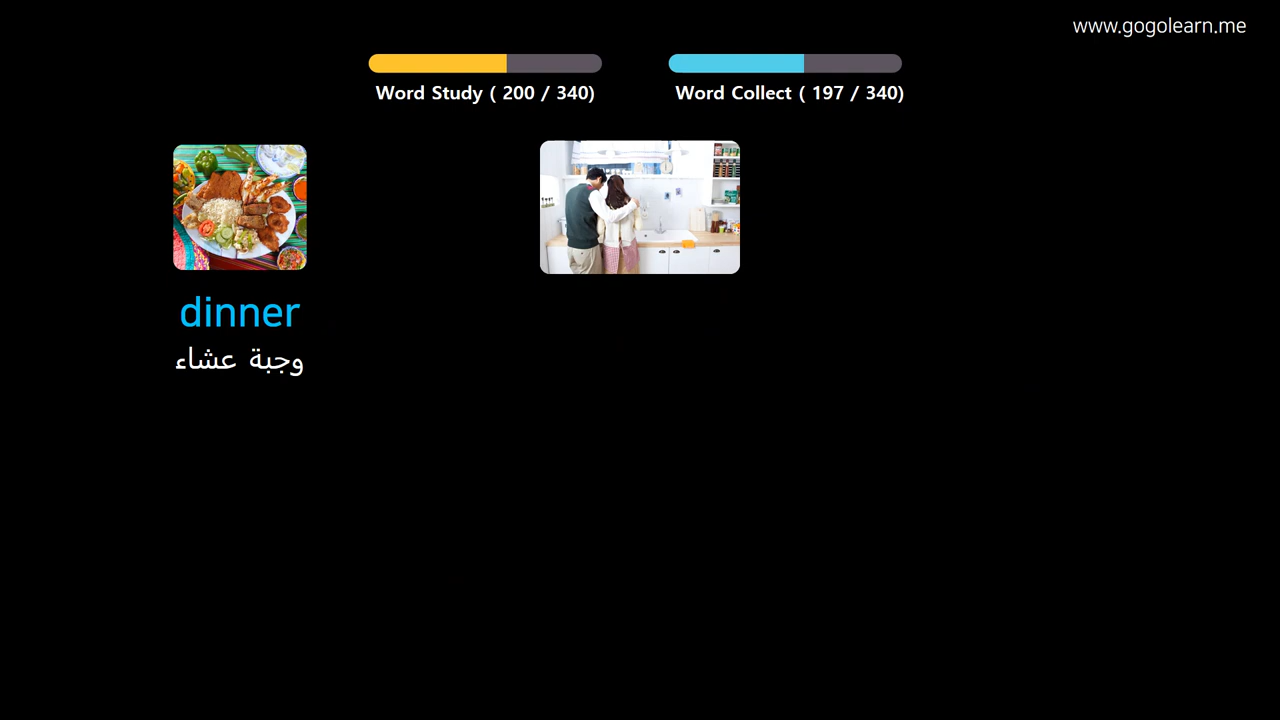 www.gogolearn.me
Word Study ( 200 / 340)
Word Collect ( 197 / 340)
dinner
وجبة عشاء